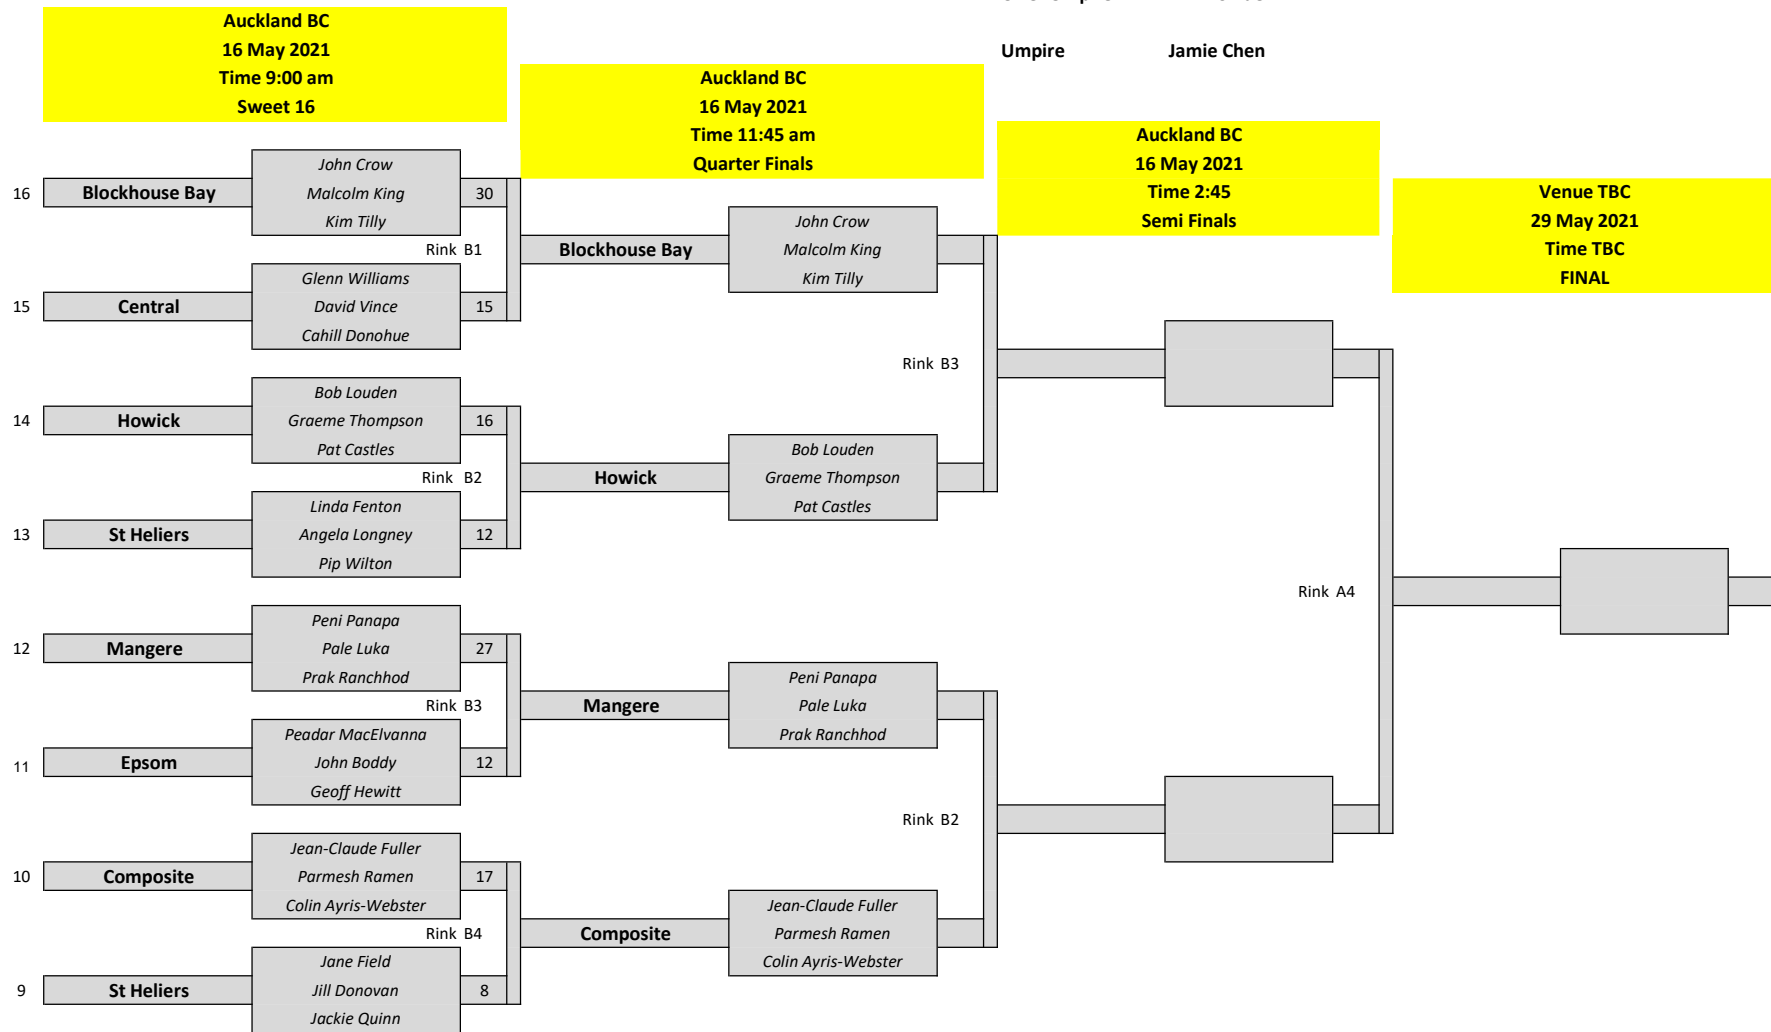 Umpire Jamie Chen
Auckland BC
16 May 2021
Time 9:00 am
Sweet 16
Auckland BC
16 May 2021
Time 11:45 am
Quarter Finals
Auckland BC
16 May 2021
Time 2:45
Semi Finals
Venue TBC
29 May 2021
Time TBC
FINAL
John Crow
16 Blockhouse Bay Malcolm King 30
Kim Tilly
Rink B1
Glenn Williams
15 Central David Vince 15
Cahill Donohue
Bob Louden
14 Howick Graeme Thompson 16
Pat Castles
Rink B2
Linda Fenton
13 St Heliers Angela Longney 12
Pip Wilton
Peni Panapa
12 Mangere Pale Luka 27
Prak Ranchhod
Rink B3
Peadar MacElvanna
11 Epsom John Boddy 12
Geoff Hewitt
Jean-Claude Fuller
10 Composite Parmesh Ramen 17
Colin Ayris-Webster
Rink B4
Jane Field
9 St Heliers Jill Donovan 8
Jackie Quinn
John Crow
Blockhouse Bay Malcolm King
Kim Tilly
Rink B3
Bob Louden
Howick Graeme Thompson
Pat Castles
Peni Panapa
Mangere Pale Luka
Prak Ranchhod
Rink B2
Jean-Claude Fuller
Composite Parmesh Ramen
Colin Ayris-Webster
Rink A4